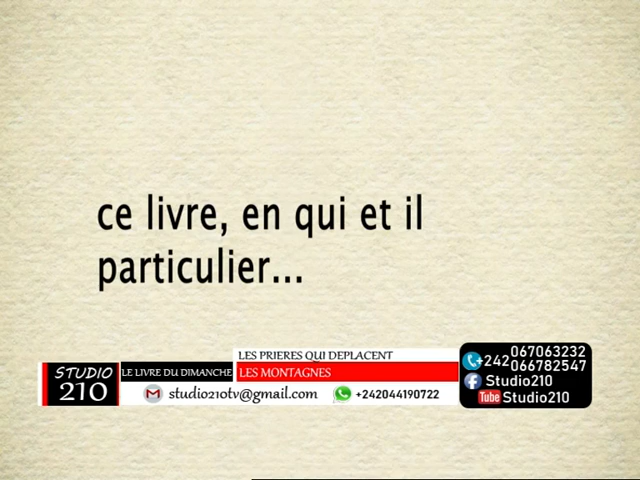 ce livre, en qui et il
particulier...
LES PRIERES QUI DEPLACENT
LES MONTAGNES
STUDIO
210
LE LIVRE DU DIMANCHE
studio210tv@gmail.com
+242044190722
+242
067063232
066782547
Studio210
Tube Studio210